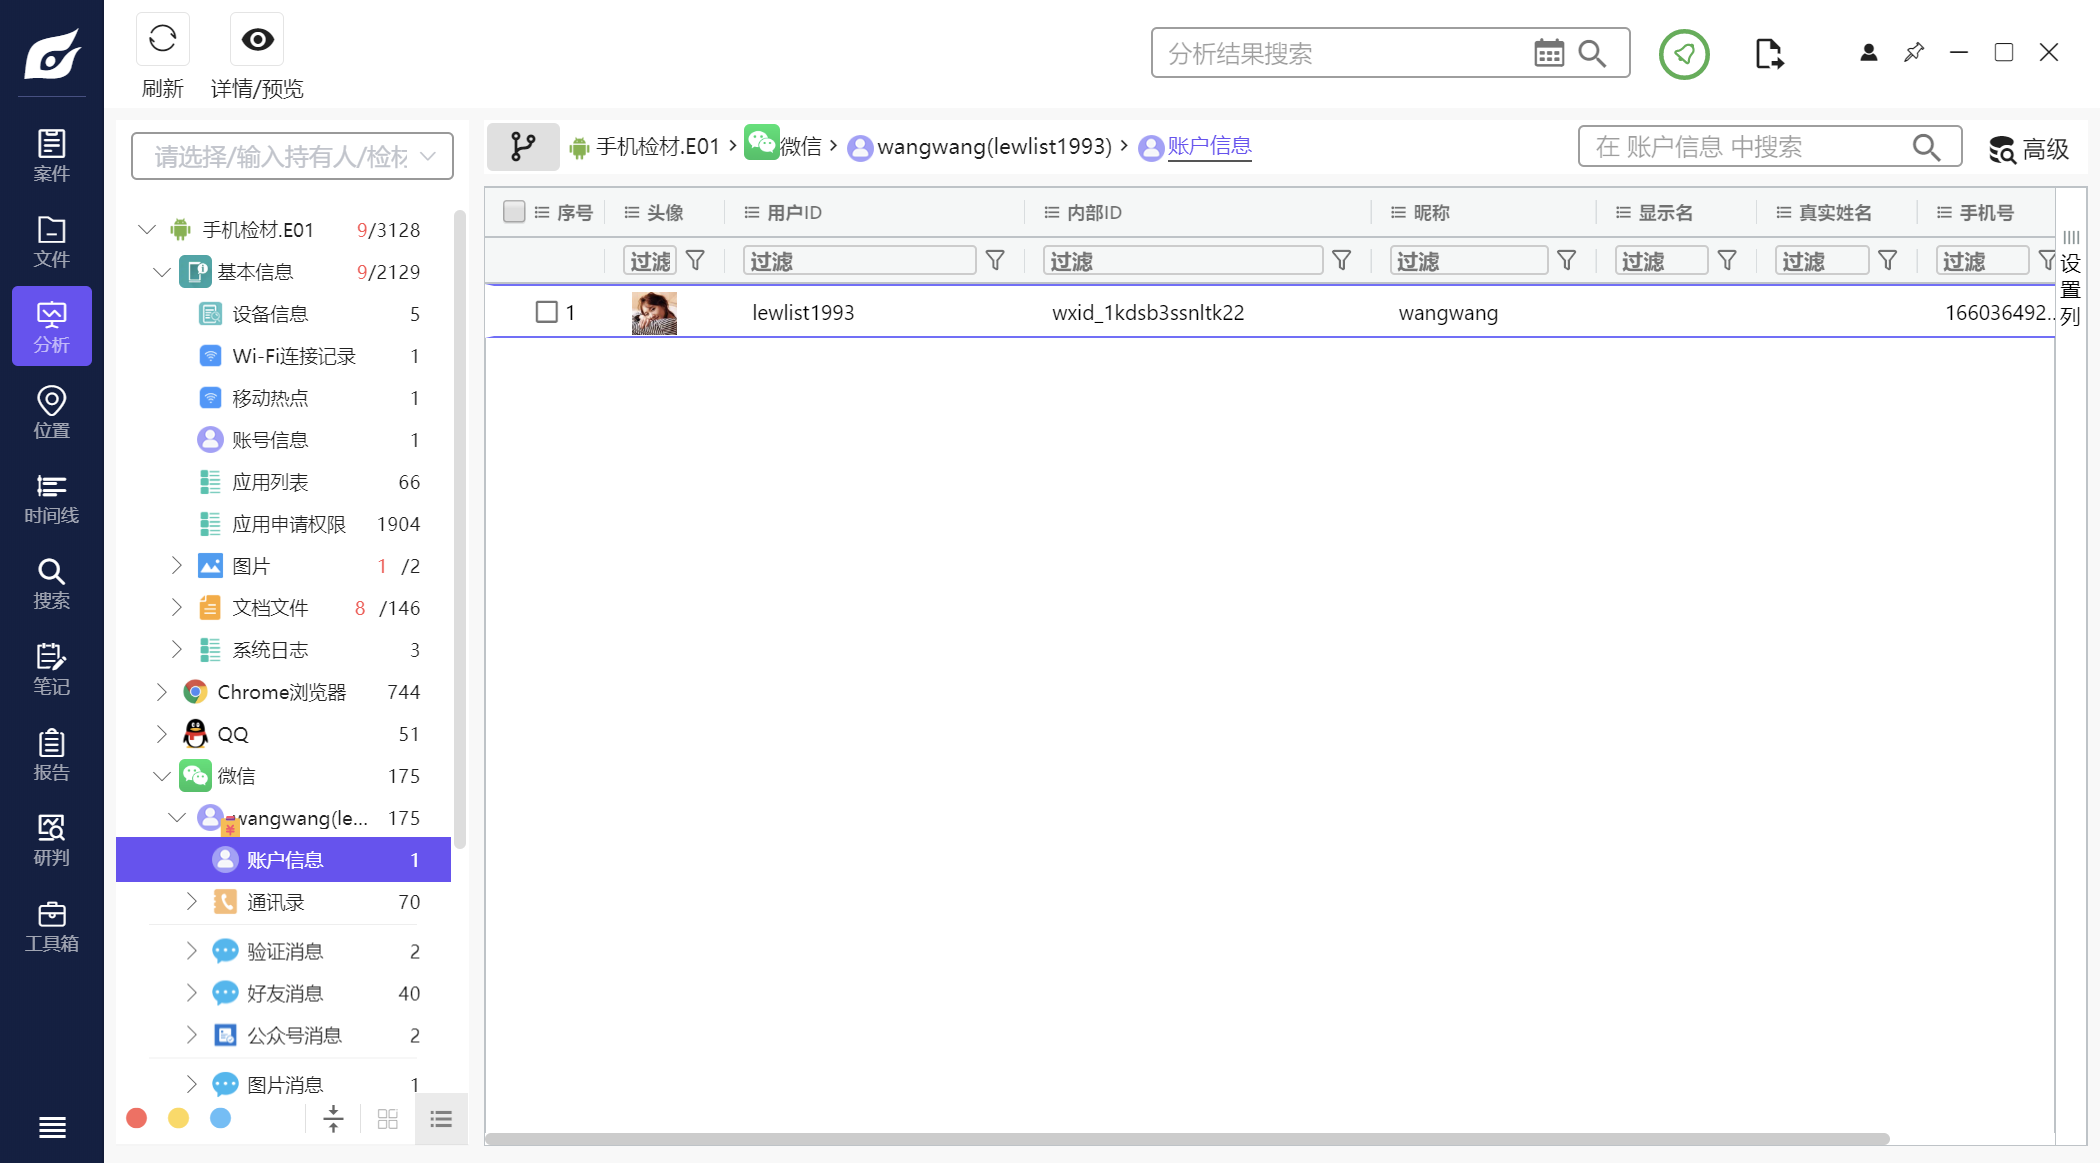 刷新
详情/预览
分析结果搜索
案件
文件
分析
位置
时间线
搜索
笔记
报告
研判
工具箱
请选择/输入持有人/检材
手机检材.E01 9/3128
基本信息 9/2129
设备信息 5
Wi-Fi连接记录 1
移动热点 1
账号信息 1
应用列表 66
应用申请权限 1904
图片 1 /2
文档文件 8 /146
系统日志 3
Chrome浏览器 744
QQ 51
微信 175
wangwang(le... 175
账户信息 1
通讯录 70
验证消息 2
好友消息 40
公众号消息 2
图片消息 1
手机检材.E01 › 微信 › wangwang(lewlist1993) › 账户信息
在 账户信息 中搜索
高级
序号 头像 用户ID 内部ID 昵称 显示名 真实姓名 手机号
过滤 过滤 过滤 过滤 过滤 过滤 过滤
1 lewlist1993 wxid_1kdsb3ssnltk22 wangwang 166036492...
设置列